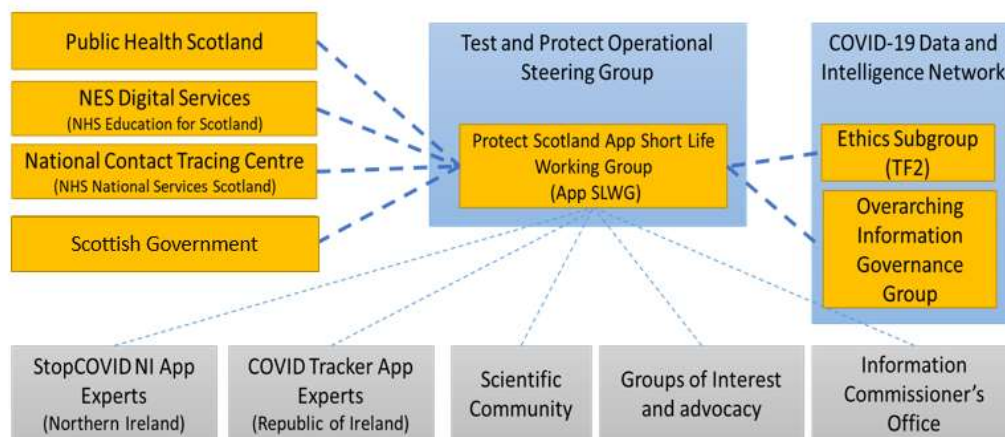 Public Health Scotland
NES Digital Services
(NHS Education for Scotland)
National Contact Tracing Centre
(NHS National Services Scotland)
Scottish Government
Test and Protect Operational
Steering Group
Protect Scotland App Short Life
Working Group
(App SLWG)
COVID-19 Data and
Intelligence Network
Ethics Subgroup
(TF2)
Overarching
Information
Governance
Group
StopCOVID NI App
Experts
(Northern Ireland)
COVID Tracker App
Experts
(Republic of Ireland)
Scientific
Community
Groups of Interest
and advocacy
Information
Commissioner's
Office